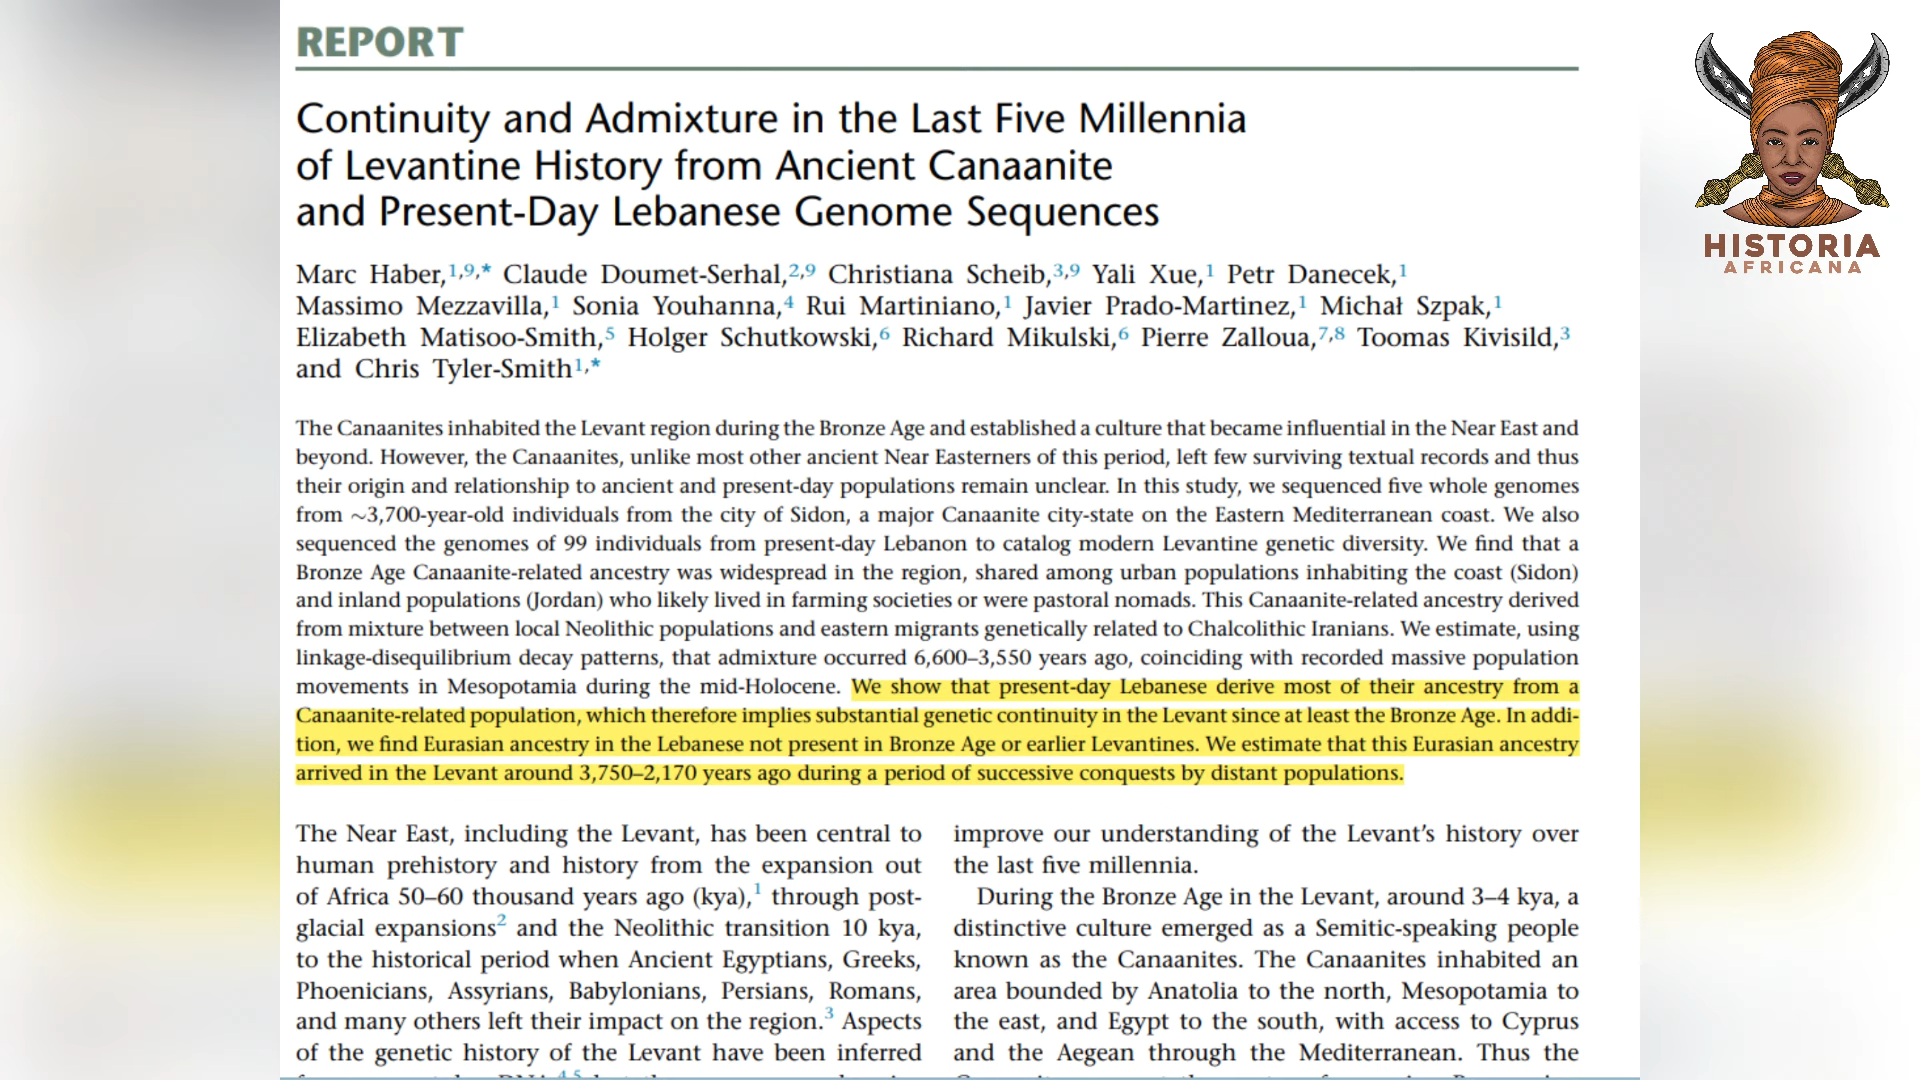 REPORT
Continuity and Admixture in the Last Five Millennia
of Levantine History from Ancient Canaanite
and Present-Day Lebanese Genome Sequences
Marc Haber,1,9,* Claude Doumet-Serhal,2,9 Christiana Scheib,3,9 Yali Xue,1 Petr Danecek,1
Massimo Mezzavilla,1 Sonia Youhanna,4 Rui Martiniano,1 Javier Prado-Martinez,1 Michał Szpak,1
Elizabeth Matisoo-Smith,5 Holger Schutkowski,6 Richard Mikulski,6 Pierre Zalloua,7,8 Toomas Kivisild,3
and Chris Tyler-Smith1,*
The Canaanites inhabited the Levant region during the Bronze Age and established a culture that became influential in the Near East and
beyond. However, the Canaanites, unlike most other ancient Near Easterners of this period, left few surviving textual records and thus
their origin and relationship to ancient and present-day populations remain unclear. In this study, we sequenced five whole genomes
from ~3,700-year-old individuals from the city of Sidon, a major Canaanite city-state on the Eastern Mediterranean coast. We also
sequenced the genomes of 99 individuals from present-day Lebanon to catalog modern Levantine genetic diversity. We find that a
Bronze Age Canaanite-related ancestry was widespread in the region, shared among urban populations inhabiting the coast (Sidon)
and inland populations (Jordan) who likely lived in farming societies or were pastoral nomads. This Canaanite-related ancestry derived
from mixture between local Neolithic populations and eastern migrants genetically related to Chalcolithic Iranians. We estimate, using
linkage-disequilibrium decay patterns, that admixture occurred 6,600–3,550 years ago, coinciding with recorded massive population
movements in Mesopotamia during the mid-Holocene. We show that present-day Lebanese derive most of their ancestry from a
Canaanite-related population, which therefore implies substantial genetic continuity in the Levant since at least the Bronze Age. In addi-
tion, we find Eurasian ancestry in the Lebanese not present in Bronze Age or earlier Levantines. We estimate that this Eurasian ancestry
arrived in the Levant around 3,750–2,170 years ago during a period of successive conquests by distant populations.
The Near East, including the Levant, has been central to
human prehistory and history from the expansion out
of Africa 50–60 thousand years ago (kya),1 through post-
glacial expansions2 and the Neolithic transition 10 kya,
to the historical period when Ancient Egyptians, Greeks,
Phoenicians, Assyrians, Babylonians, Persians, Romans,
and many others left their impact on the region.3 Aspects
of the genetic history of the Levant have been inferred
improve our understanding of the Levant's history over
the last five millennia.
During the Bronze Age in the Levant, around 3–4 kya, a
distinctive culture emerged as a Semitic-speaking people
known as the Canaanites. The Canaanites inhabited an
area bounded by Anatolia to the north, Mesopotamia to
the east, and Egypt to the south, with access to Cyprus
and the Aegean through the Mediterranean. Thus the
HISTORIA
AFRICANA